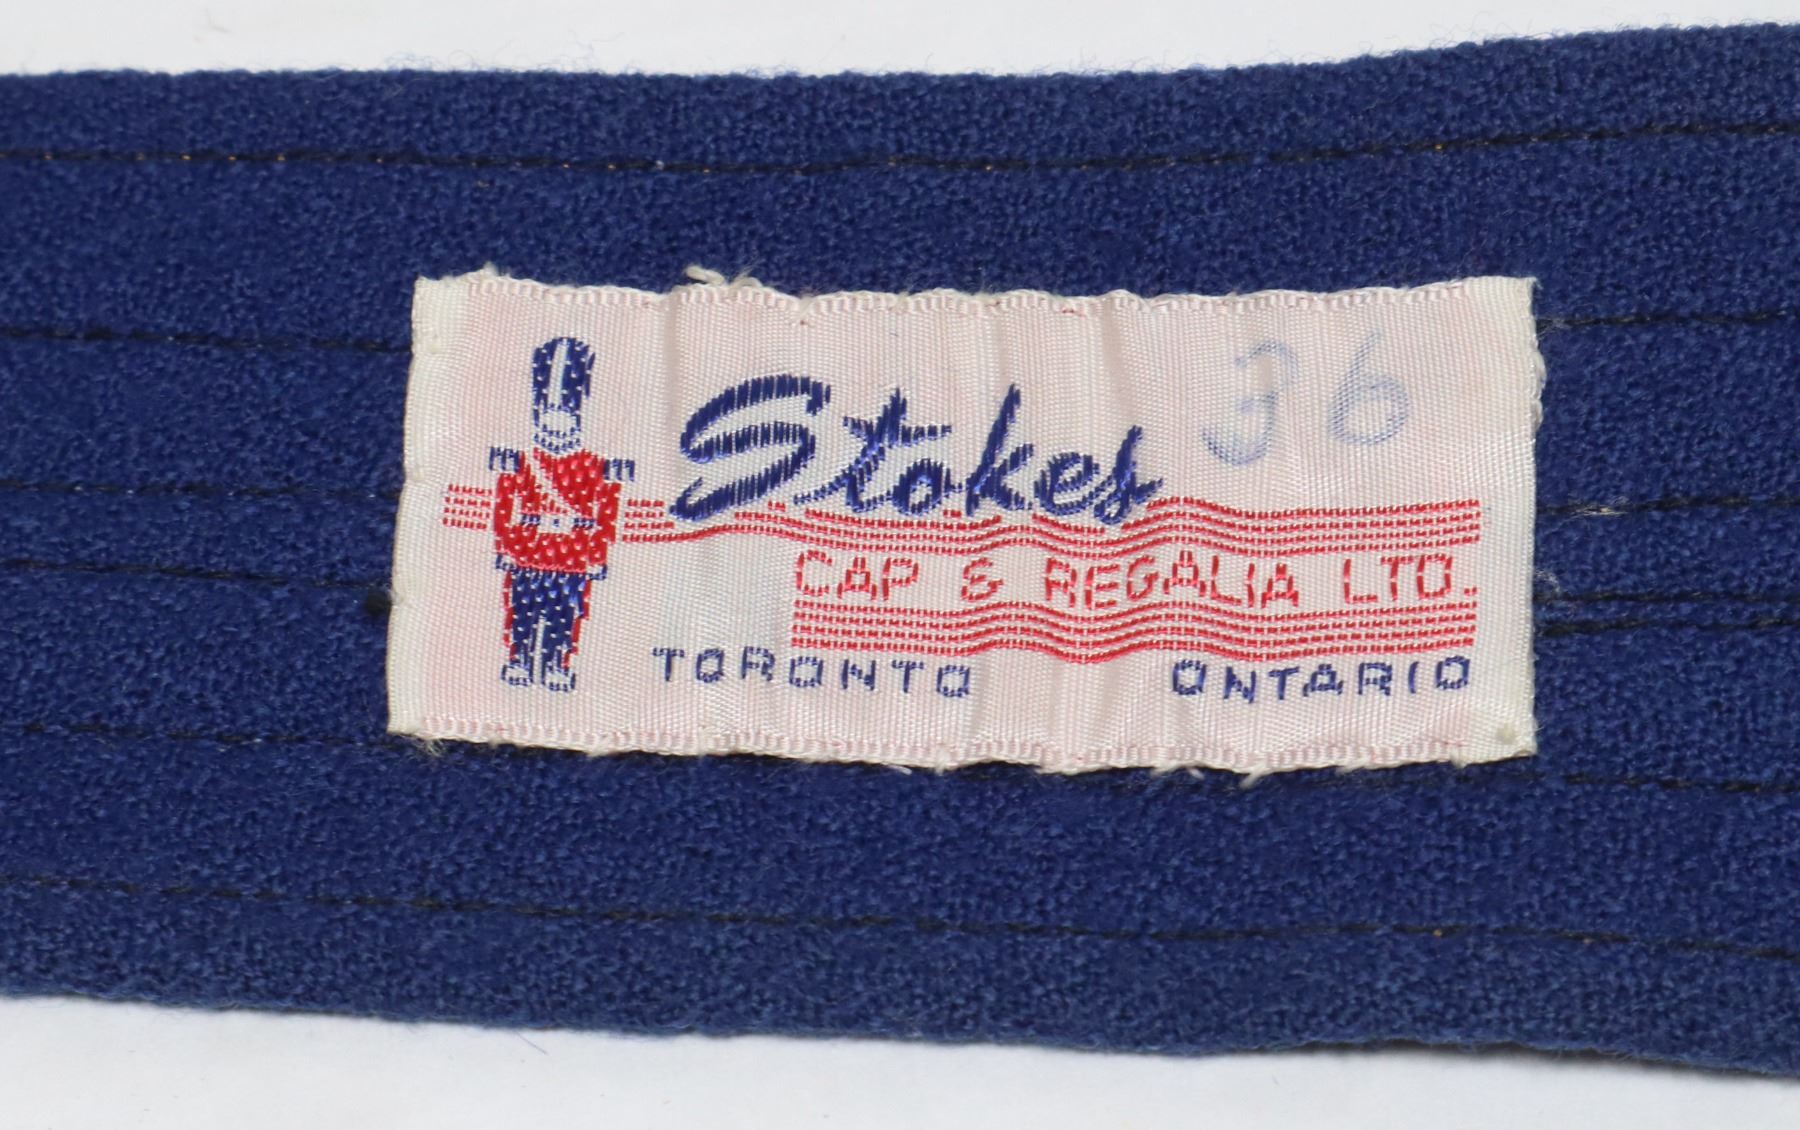 Stokes 36
CAP & REGALIA LTD.
TORONTO ONTARIO